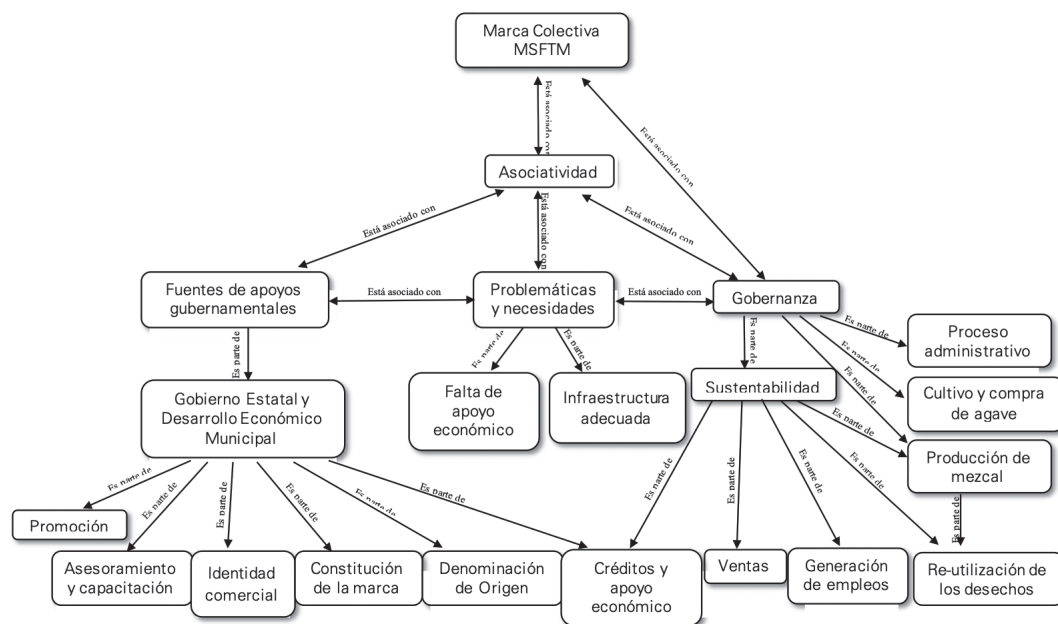 Marca Colectiva
MSFTM
Está asociado con
Está asociado con
Asociatividad
Está asociado con
Está asociado con
Está asociado con
Fuentes de apoyos
gubernamentales
Está asociado con
Problemáticas
y necesidades
Está asociado con
Gobernanza
Es parte de
Es parte de
Es parte de
Es parte de
Es parte de
Es parte de
Es parte de
Proceso
administrativo
Gobierno Estatal y
Desarrollo Económico
Municipal
Falta de
apoyo
económico
Infraestructura
adecuada
Sustentabilidad
Cultivo y compra
de agave
Es parte de
Producción de
mezcal
Es parte de
Es parte de
Es parte de
Es parte de
Es parte de
Es parte de
Es parte de
Es parte de
Es parte de
Es parte de
Es parte de
Promoción
Asesoramiento
y capacitación
Identidad
comercial
Constitución
de la marca
Denominación
de Origen
Créditos y
apoyo
económico
Ventas
Generación
de empleos
Re-utilización de
los desechos